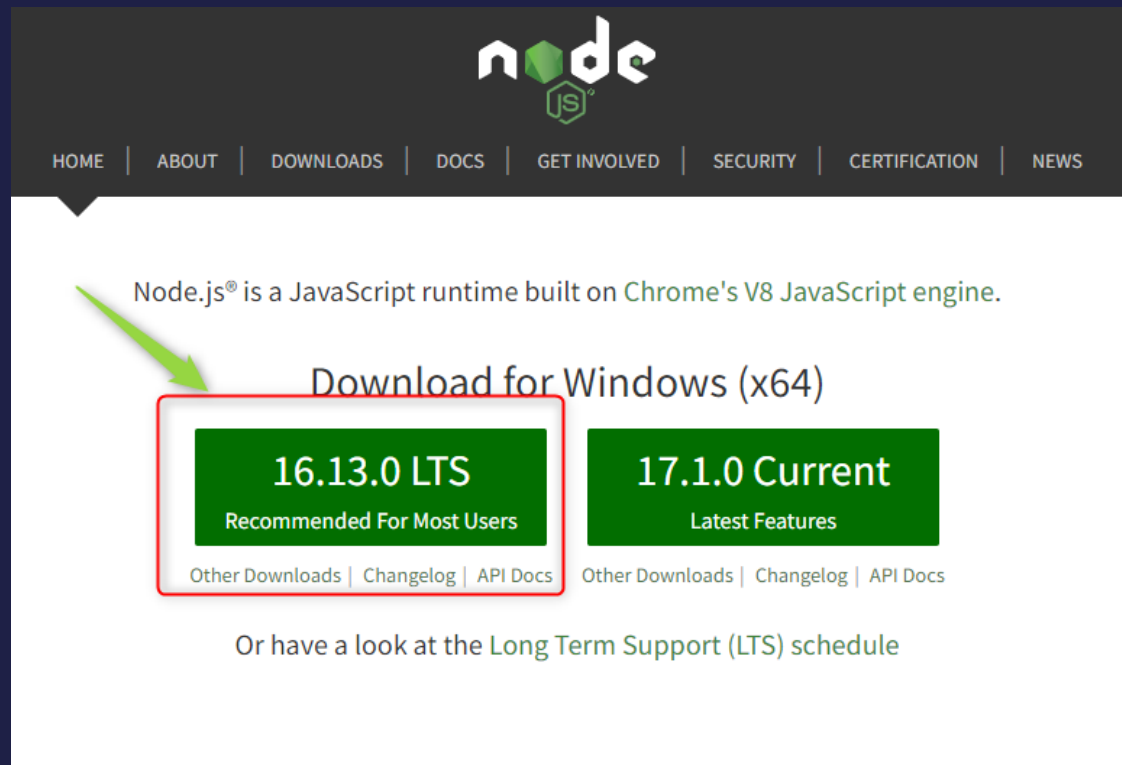 node
JS
HOME | ABOUT | DOWNLOADS | DOCS | GET INVOLVED | SECURITY | CERTIFICATION | NEWS
Node.js® is a JavaScript runtime built on Chrome's V8 JavaScript engine.
Download for Windows (x64)
16.13.0 LTS
Recommended For Most Users
Other Downloads | Changelog | API Docs
17.1.0 Current
Latest Features
Other Downloads | Changelog | API Docs
Or have a look at the Long Term Support (LTS) schedule